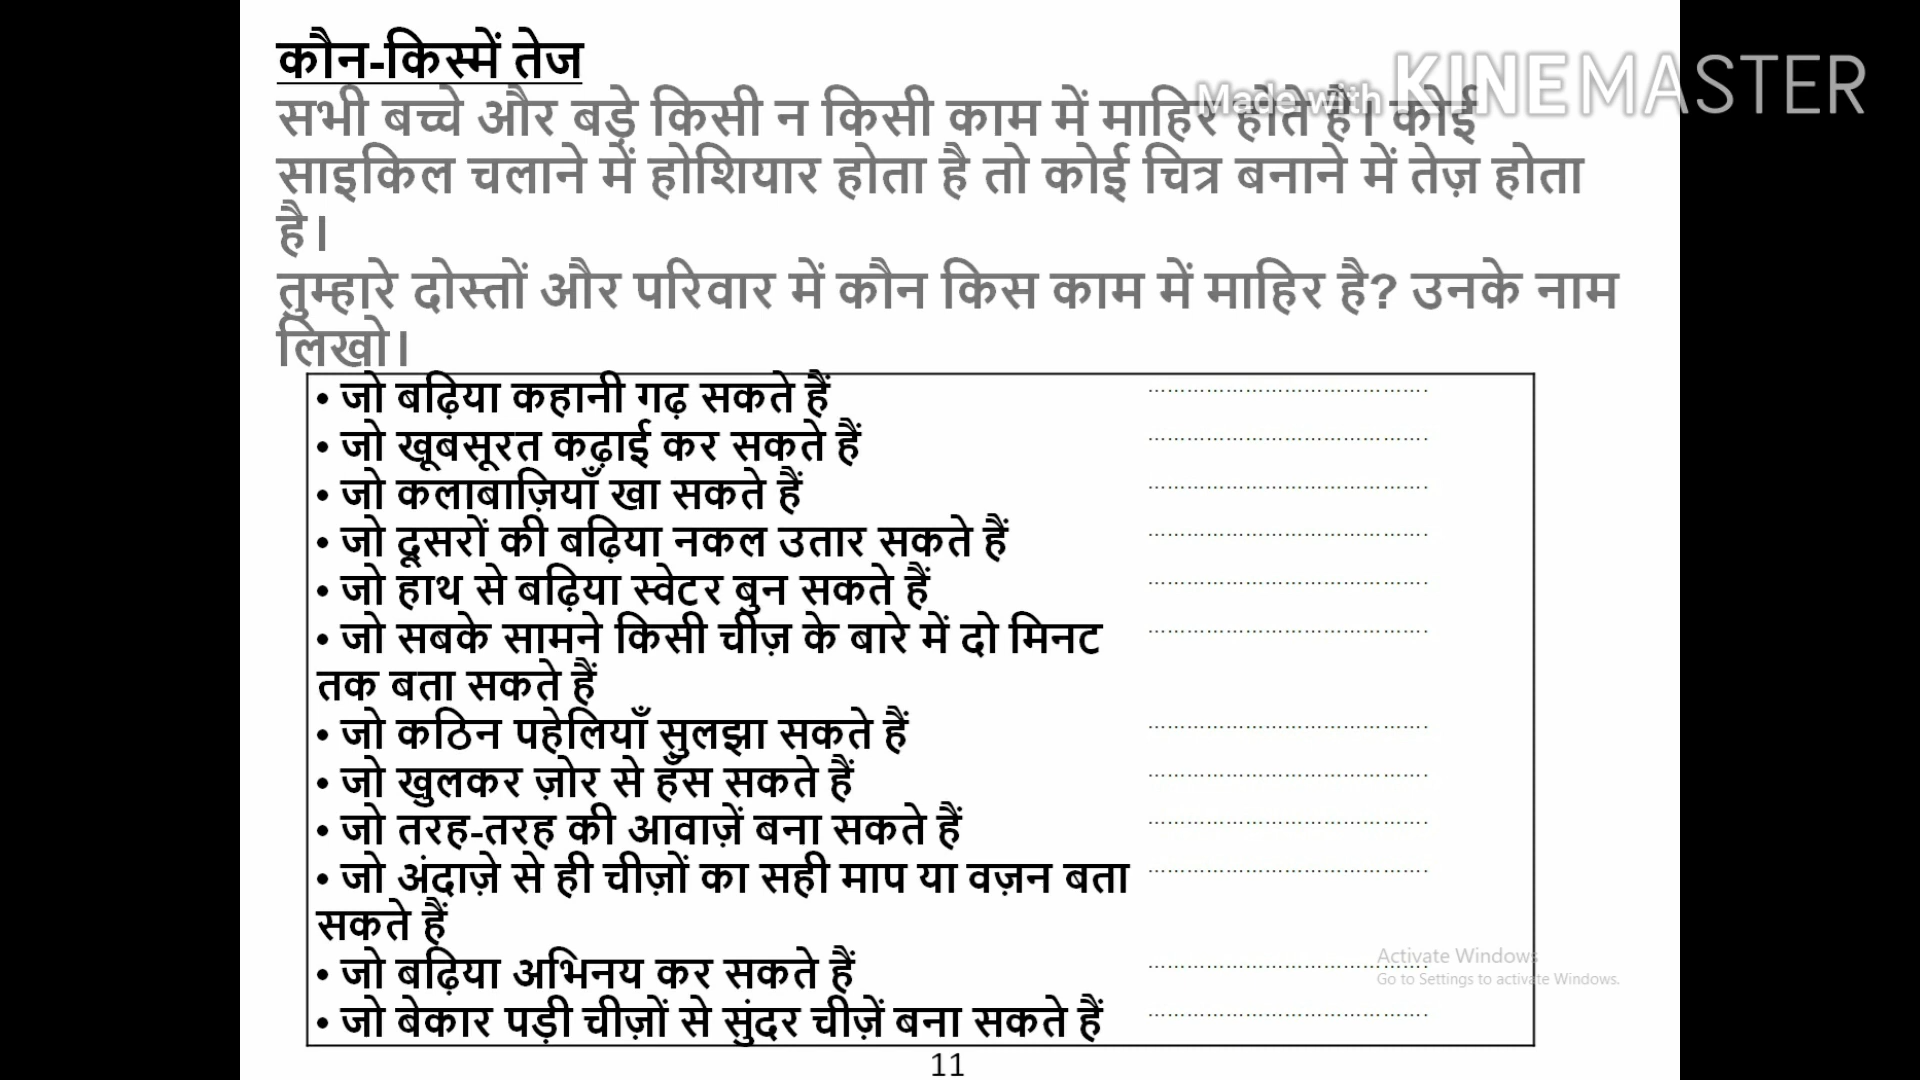 कौन-किस्में तेज
Made with KINEMASTER
सभी बच्चे और बड़े किसी न किसी काम में माहिर होते हैं। कोई
साइकिल चलाने में होशियार होता है तो कोई चित्र बनाने में तेज़ होता
है।
तुम्हारे दोस्तों और परिवार में कौन किस काम में माहिर है? उनके नाम
लिखो।
• जो बढ़िया कहानी गढ़ सकते हैं ................................................
• जो खूबसूरत कढ़ाई कर सकते हैं ................................................
• जो कलाबाज़ियाँ खा सकते हैं ................................................
• जो दूसरों की बढ़िया नकल उतार सकते हैं ................................................
• जो हाथ से बढ़िया स्वेटर बुन सकते हैं ................................................
• जो सबके सामने किसी चीज़ के बारे में दो मिनट ................................................
तक बता सकते हैं
• जो कठिन पहेलियाँ सुलझा सकते हैं ................................................
• जो खुलकर ज़ोर से हँस सकते हैं ................................................
• जो तरह-तरह की आवाज़ें बना सकते हैं ................................................
• जो अंदाज़े से ही चीज़ों का सही माप या वज़न बता ................................................
सकते हैं
• जो बढ़िया अभिनय कर सकते हैं ................................................
• जो बेकार पड़ी चीज़ों से सुंदर चीज़ें बना सकते हैं ................................................
Activate Windows
Go to Settings to activate Windows.
11